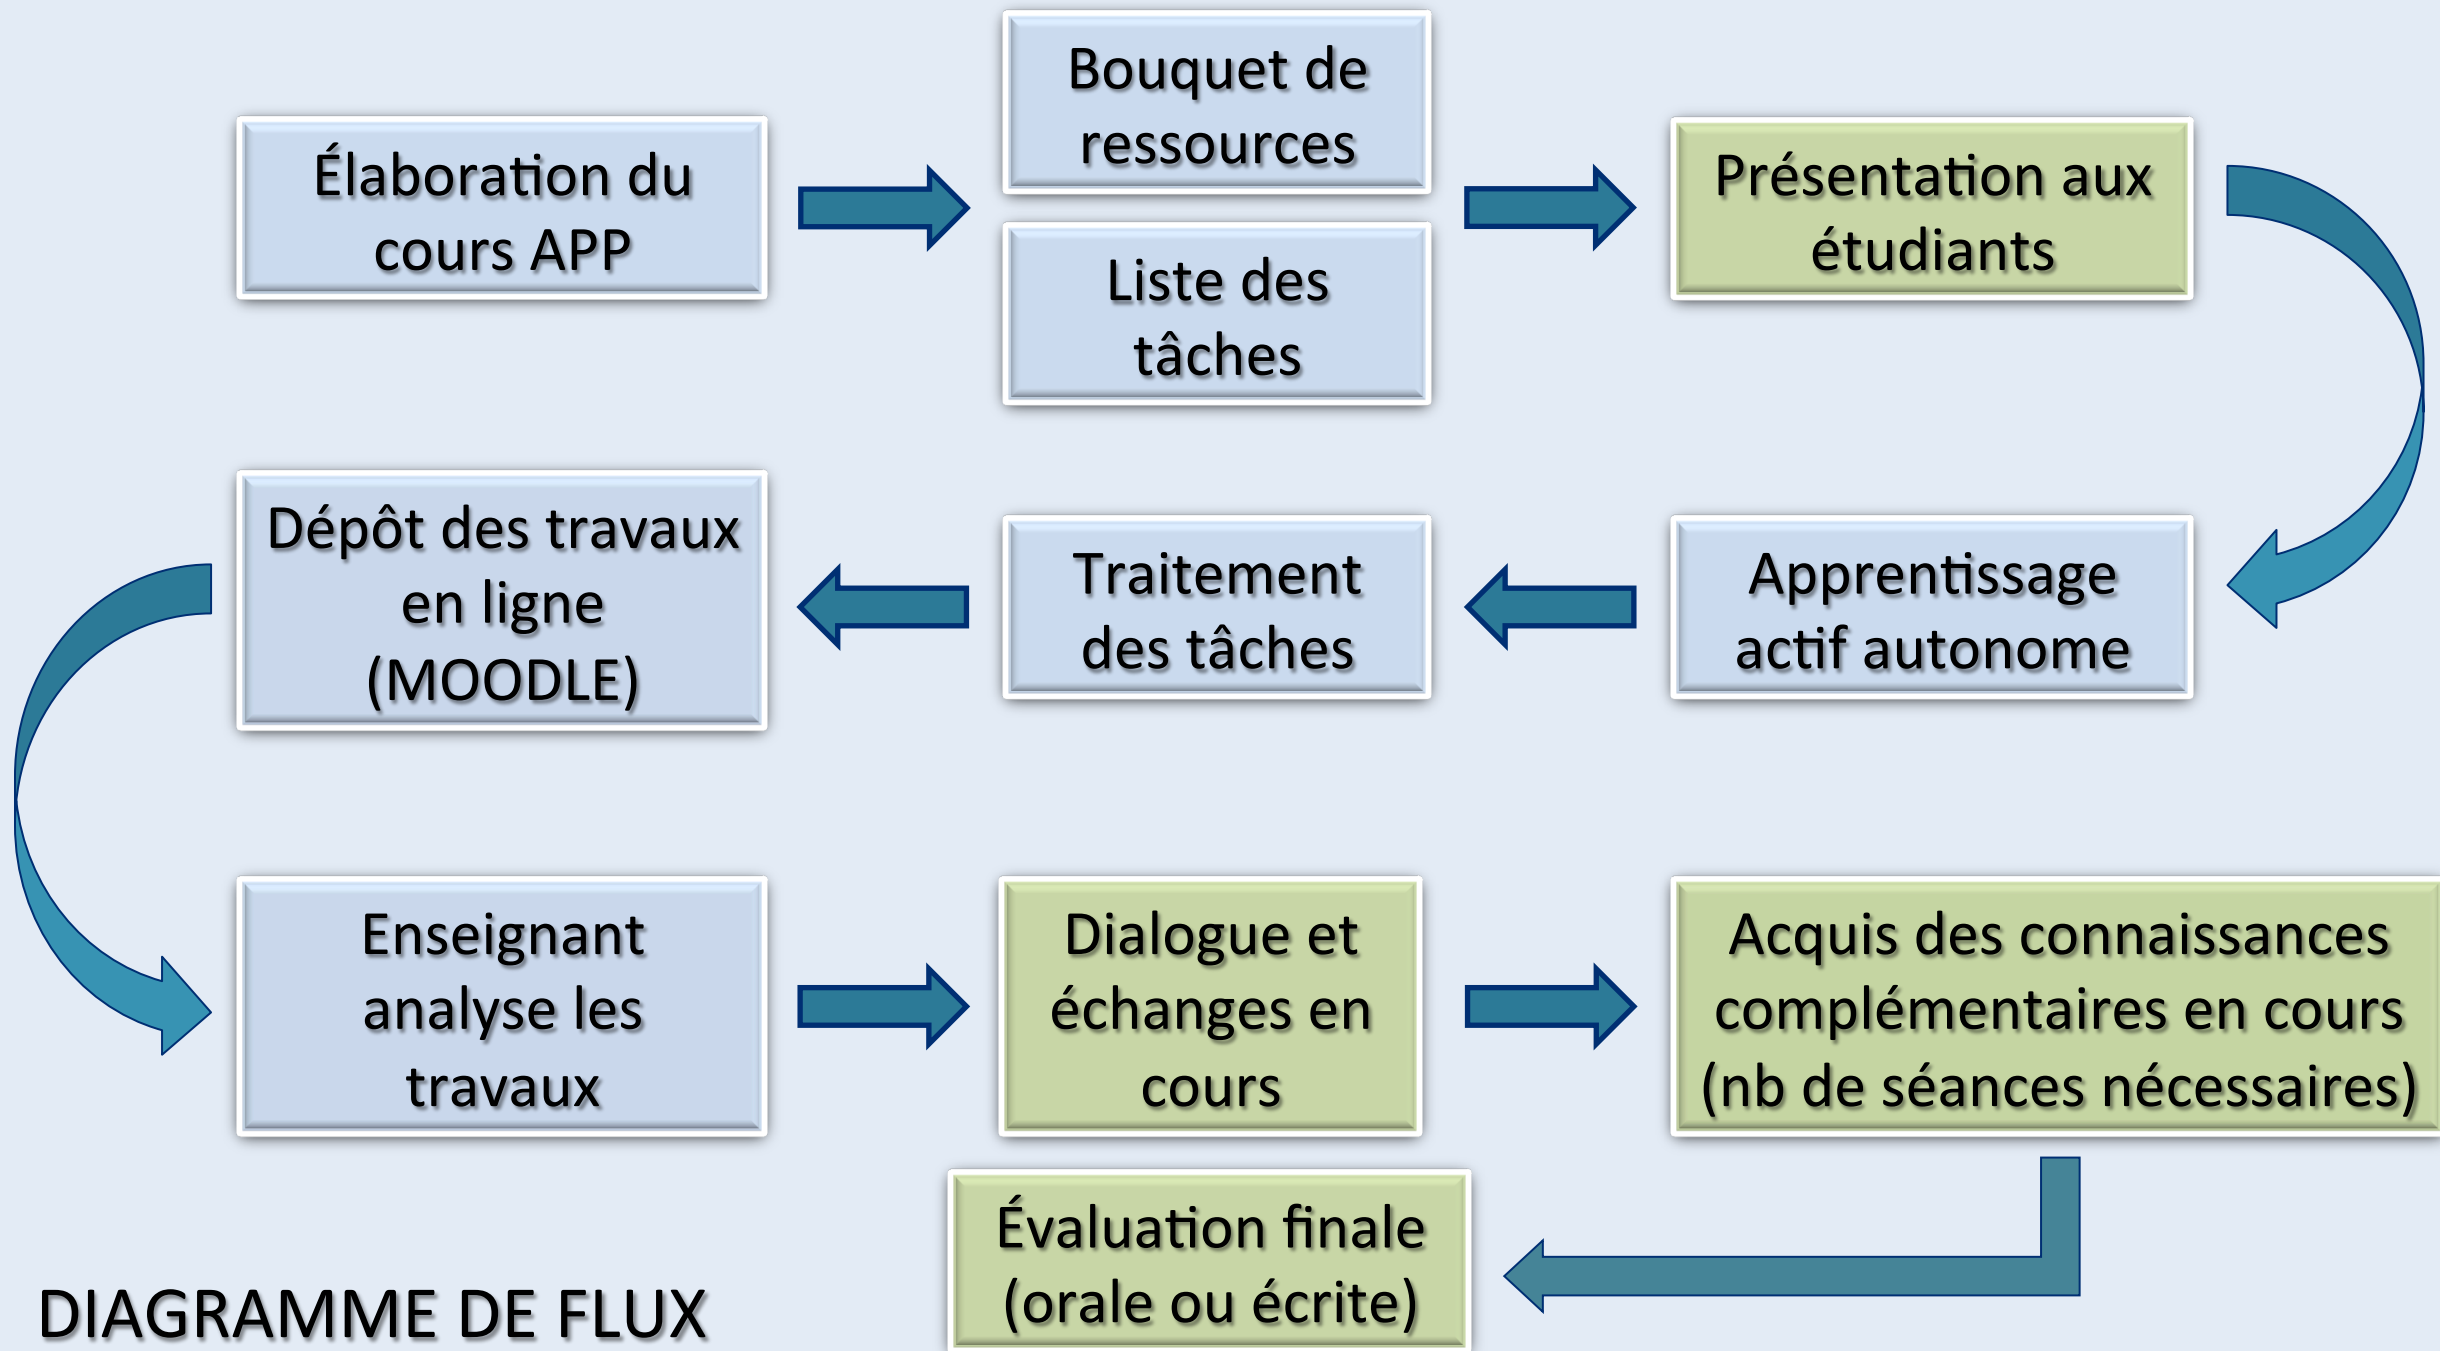 Élaboration du
cours APP
Bouquet de
ressources
Liste des
tâches
Présentation aux
étudiants
Apprentissage
actif autonome
Traitement
des tâches
Dépôt des travaux
en ligne
(MOODLE)
Enseignant
analyse les
travaux
Dialogue et
échanges en
cours
Acquis des connaissances
complémentaires en cours
(nb de séances nécessaires)
Évaluation finale
(orale ou écrite)
DIAGRAMME DE FLUX